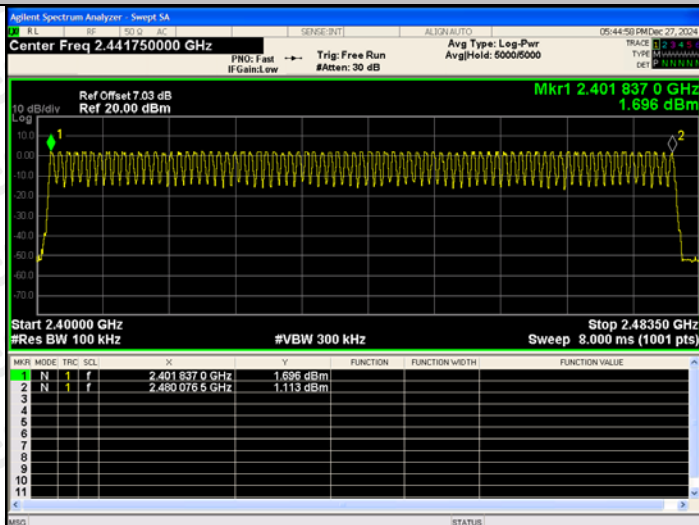 Agilent Spectrum Analyzer - Swept SA
RL RF 50 Ω AC SENSE:INT ALIGN AUTO 05:44:58 PM Dec 27, 2024
Center Freq 2.441750000 GHz
PNO: Fast
IFGain:Low
Trig: Free Run
#Atten: 30 dB
Avg Type: Log-Pwr
Avg|Hold: 5000/5000
TRACE 1 2 3 4 5
TYPE M
DET P N N N N
Mkr1 2.401 837 0 GHz
1.696 dBm
Ref Offset 7.03 dB
10 dB/div Ref 20.00 dBm
Log
1
2
10.0
0.00
-10.0
-20.0
-30.0
-40.0
-50.0
-60.0
-70.0
Start 2.40000 GHz Stop 2.48350 GHz
#Res BW 100 kHz #VBW 300 kHz Sweep 8.000 ms (1001 pts)
MKR MODE TRC SCL X Y FUNCTION FUNCTION WIDTH FUNCTION VALUE
1 N 1 f 2.401 837 0 GHz 1.696 dBm
2 N 1 f 2.480 076 5 GHz 1.113 dBm
3
4
5
6
7
8
9
10
11
MSG STATUS